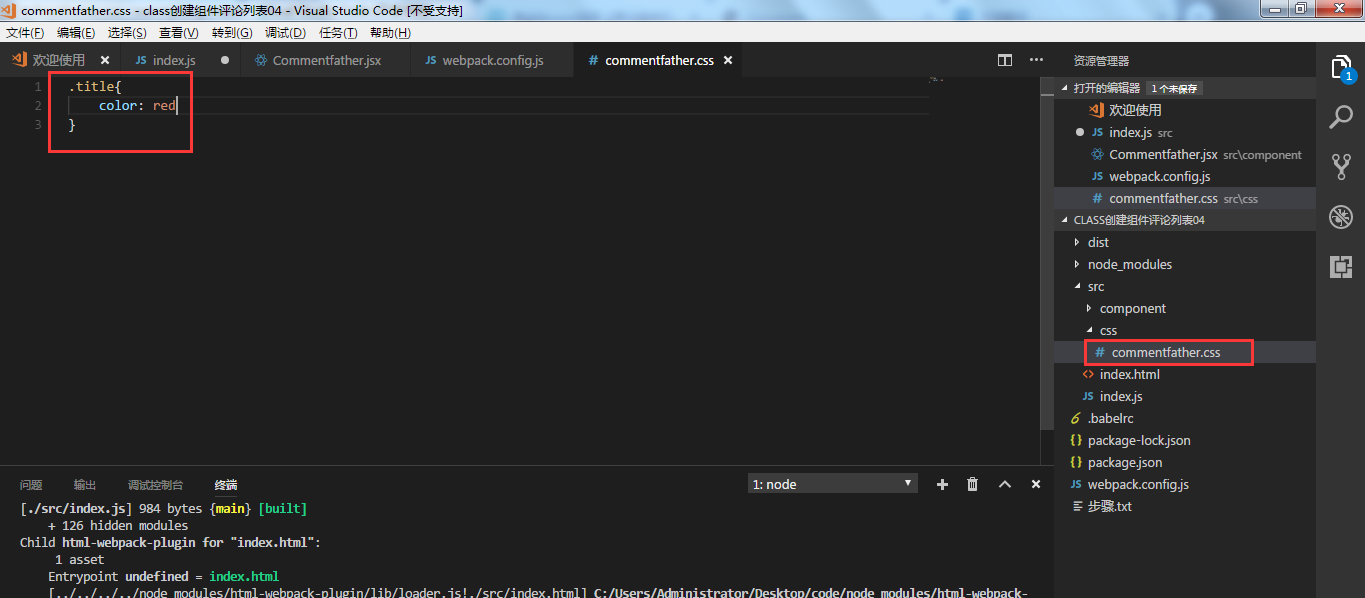 commentfather.css - class创建组件评论列表04 - Visual Studio Code [不受支持]
文件(F) 编辑(E) 选择(S) 查看(V) 转到(G) 调试(D) 任务(T) 帮助(H)
欢迎使用 JS index.js Commentfather.jsx JS webpack.config.js # commentfather.css
1 .title{
2 color: red
3 }
资源管理器
1
打开的编辑器 1 个未保存
欢迎使用
JS index.js src
Commentfather.jsx src\component
JS webpack.config.js
# commentfather.css src\css
CLASS创建组件评论列表04
dist
node_modules
src
component
css
# commentfather.css
<> index.html
JS index.js
.babelrc
{} package-lock.json
{} package.json
JS webpack.config.js
步骤.txt
问题 输出 调试控制台 终端 1: node
[./src/index.js] 984 bytes {main} [built]
+ 126 hidden modules
Child html-webpack-plugin for "index.html":
1 asset
Entrypoint undefined = index.html
[../../../../node_modules/html-webpack-plugin/lib/loader.js!./src/index.html] C:/Users/Administrator/Desktop/code/node_modules/html-webpack-